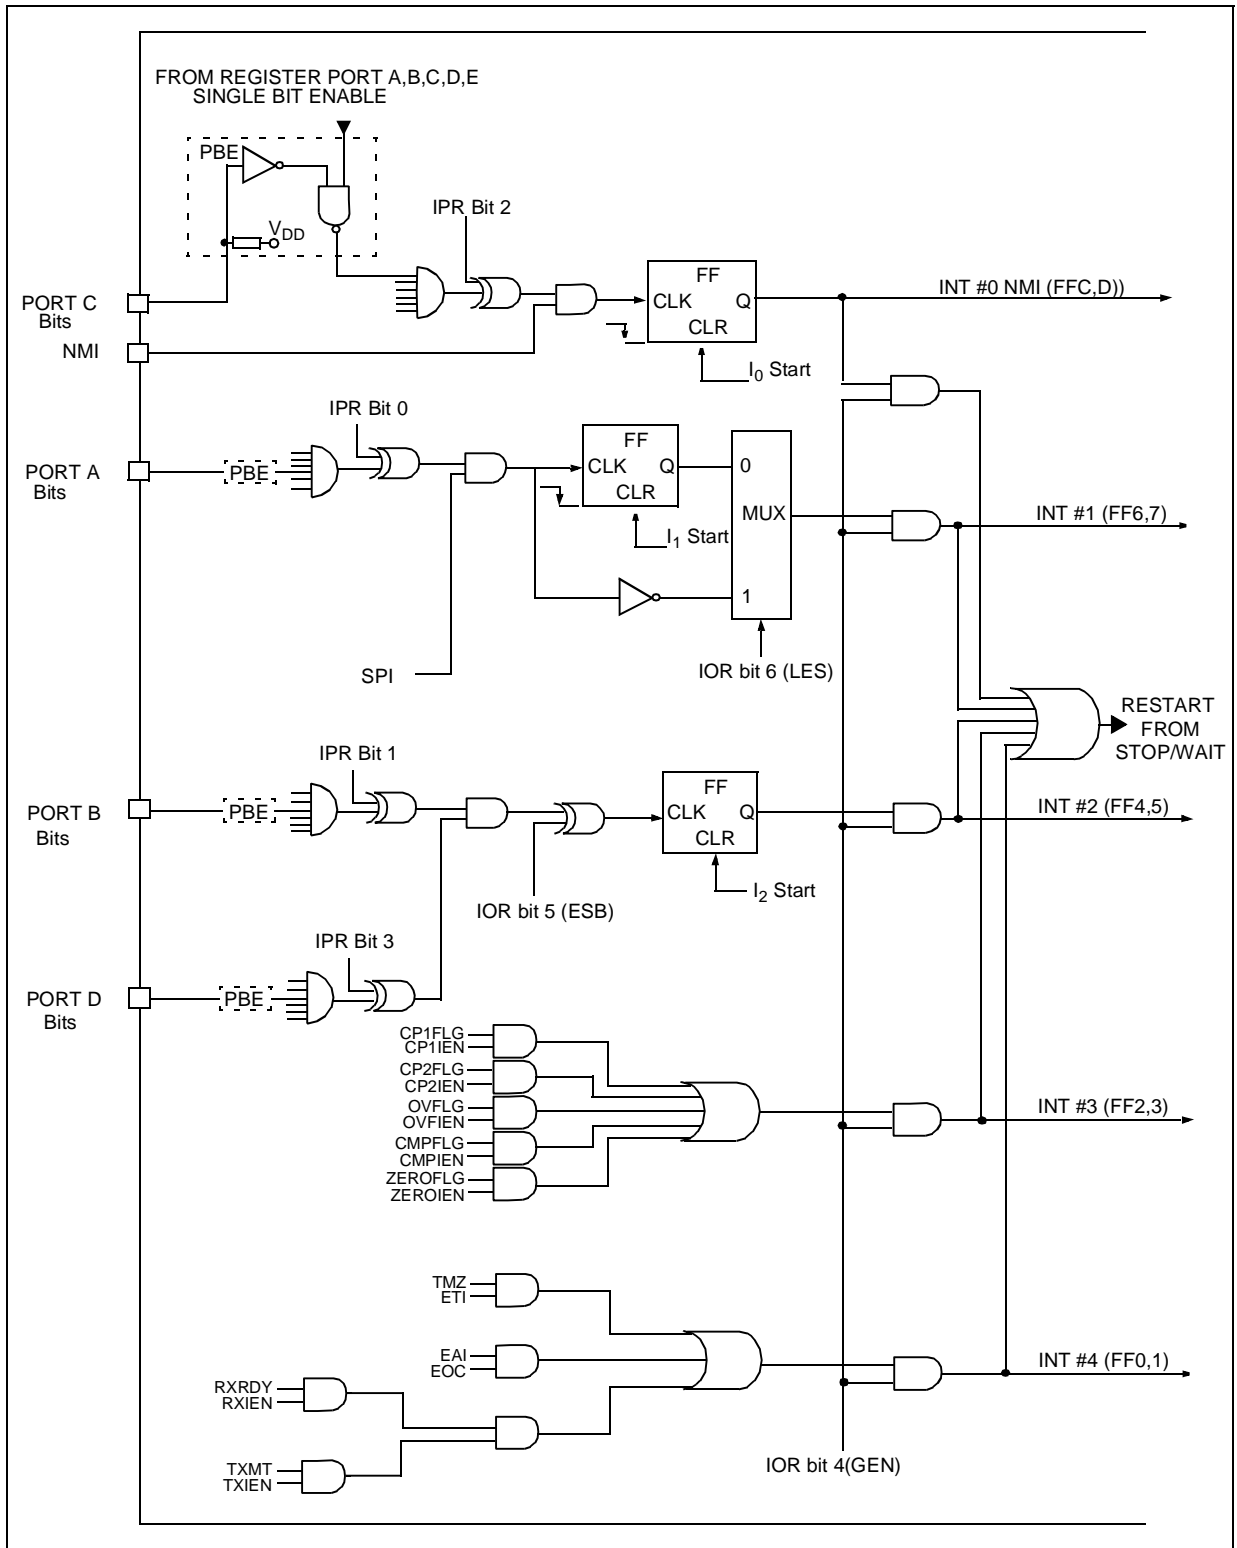 FROM REGISTER PORT A,B,C,D,E
SINGLE BIT ENABLE
PBE
VDD
IPR Bit 2
PORT C
Bits
NMI
FF
CLK
Q
CLR
I0 Start
INT #0 NMI (FFC,D))
IPR Bit 0
PORT A
Bits
PBE
FF
CLK
Q
CLR
I1 Start
0
MUX
1
INT #1 (FF6,7)
SPI
IOR bit 6 (LES)
RESTART
FROM
STOP/WAIT
IPR Bit 1
PORT B
Bits
PBE
FF
CLK
Q
CLR
I2 Start
INT #2 (FF4,5)
IOR bit 5 (ESB)
IPR Bit 3
PORT D
Bits
PBE
CP1FLG
CP1IEN
CP2FLG
CP2IEN
OVFLG
OVFIEN
CMPFLG
CMPIEN
ZEROFLG
ZEROIEN
INT #3 (FF2,3)
TMZ
ETI
EAI
EOC
RXRDY
RXIEN
TXMT
TXIEN
INT #4 (FF0,1)
IOR bit 4(GEN)